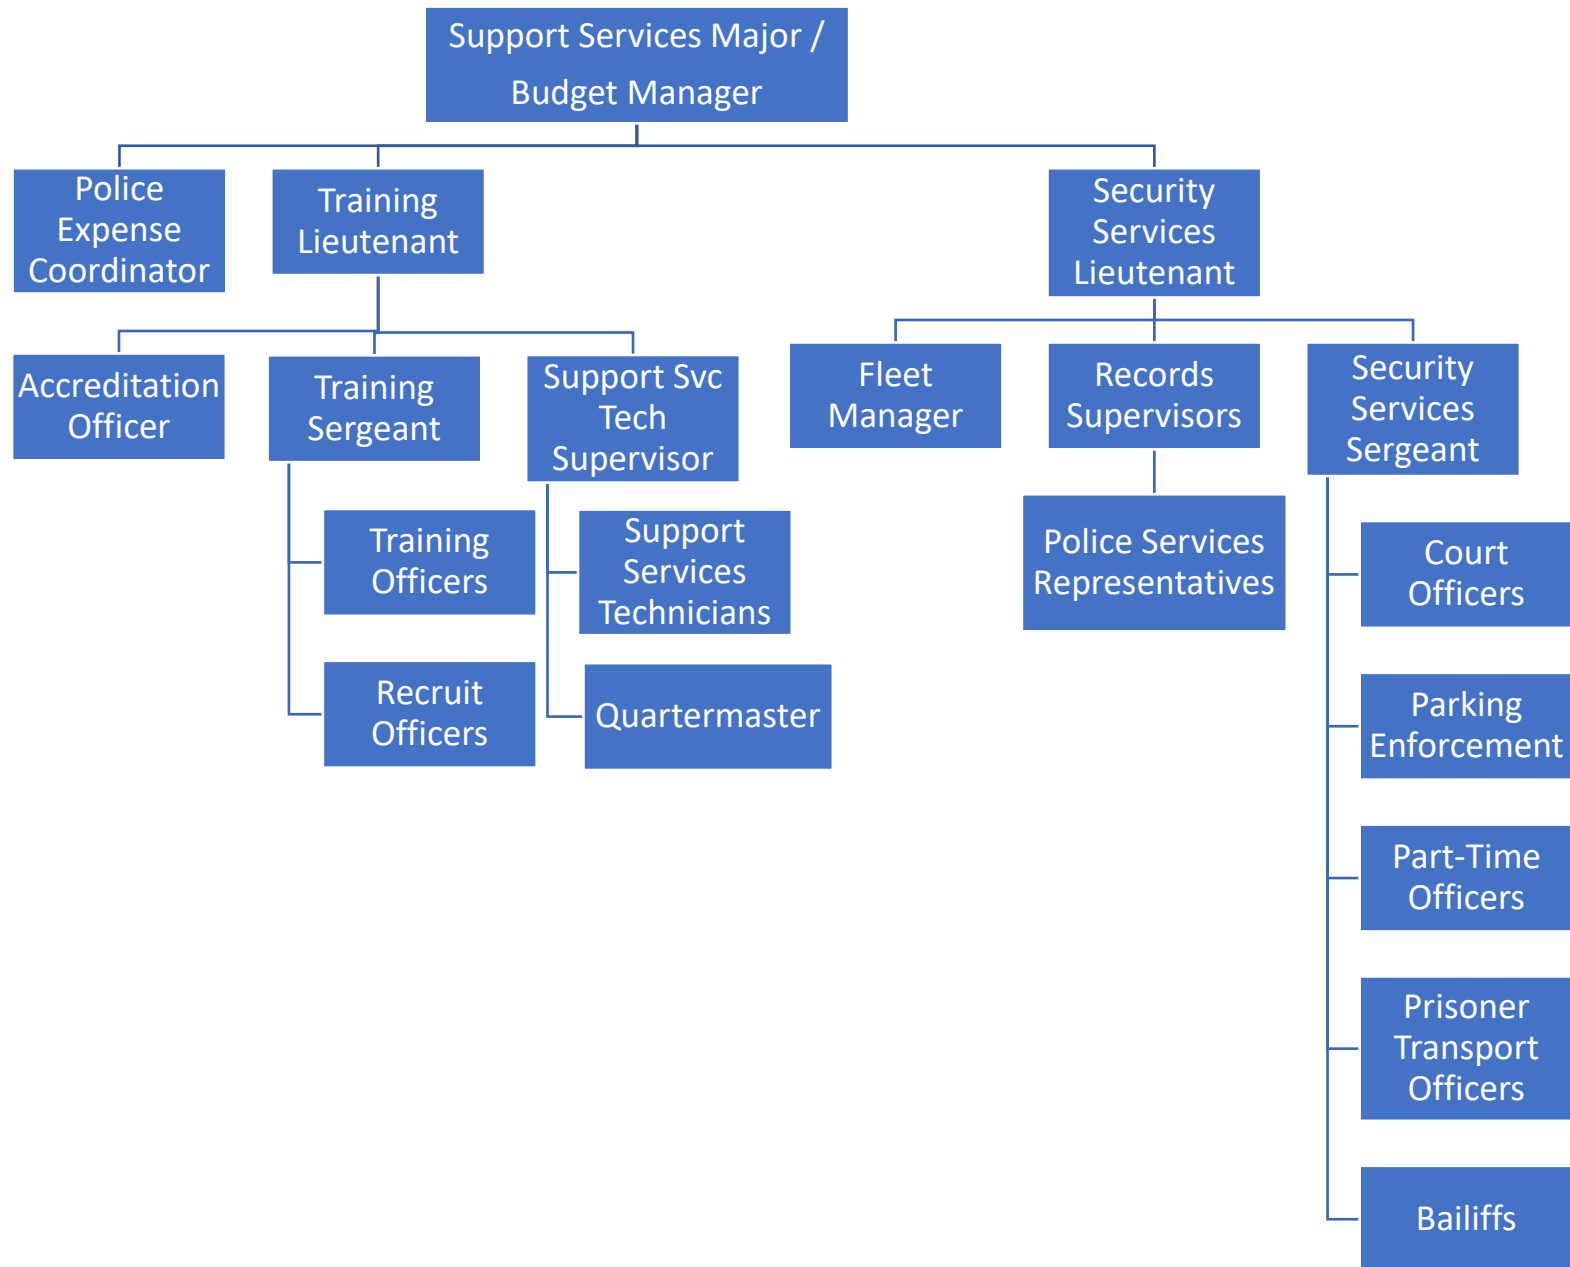 Support Services Major /
Budget Manager
Police
Expense
Coordinator
Training
Lieutenant
Security
Services
Lieutenant
Accreditation
Officer
Training
Sergeant
Support Svc
Tech
Supervisor
Fleet
Manager
Records
Supervisors
Security
Services
Sergeant
Training
Officers
Recruit
Officers
Support
Services
Technicians
Quartermaster
Police Services
Representatives
Court
Officers
Parking
Enforcement
Part-Time
Officers
Prisoner
Transport
Officers
Bailiffs